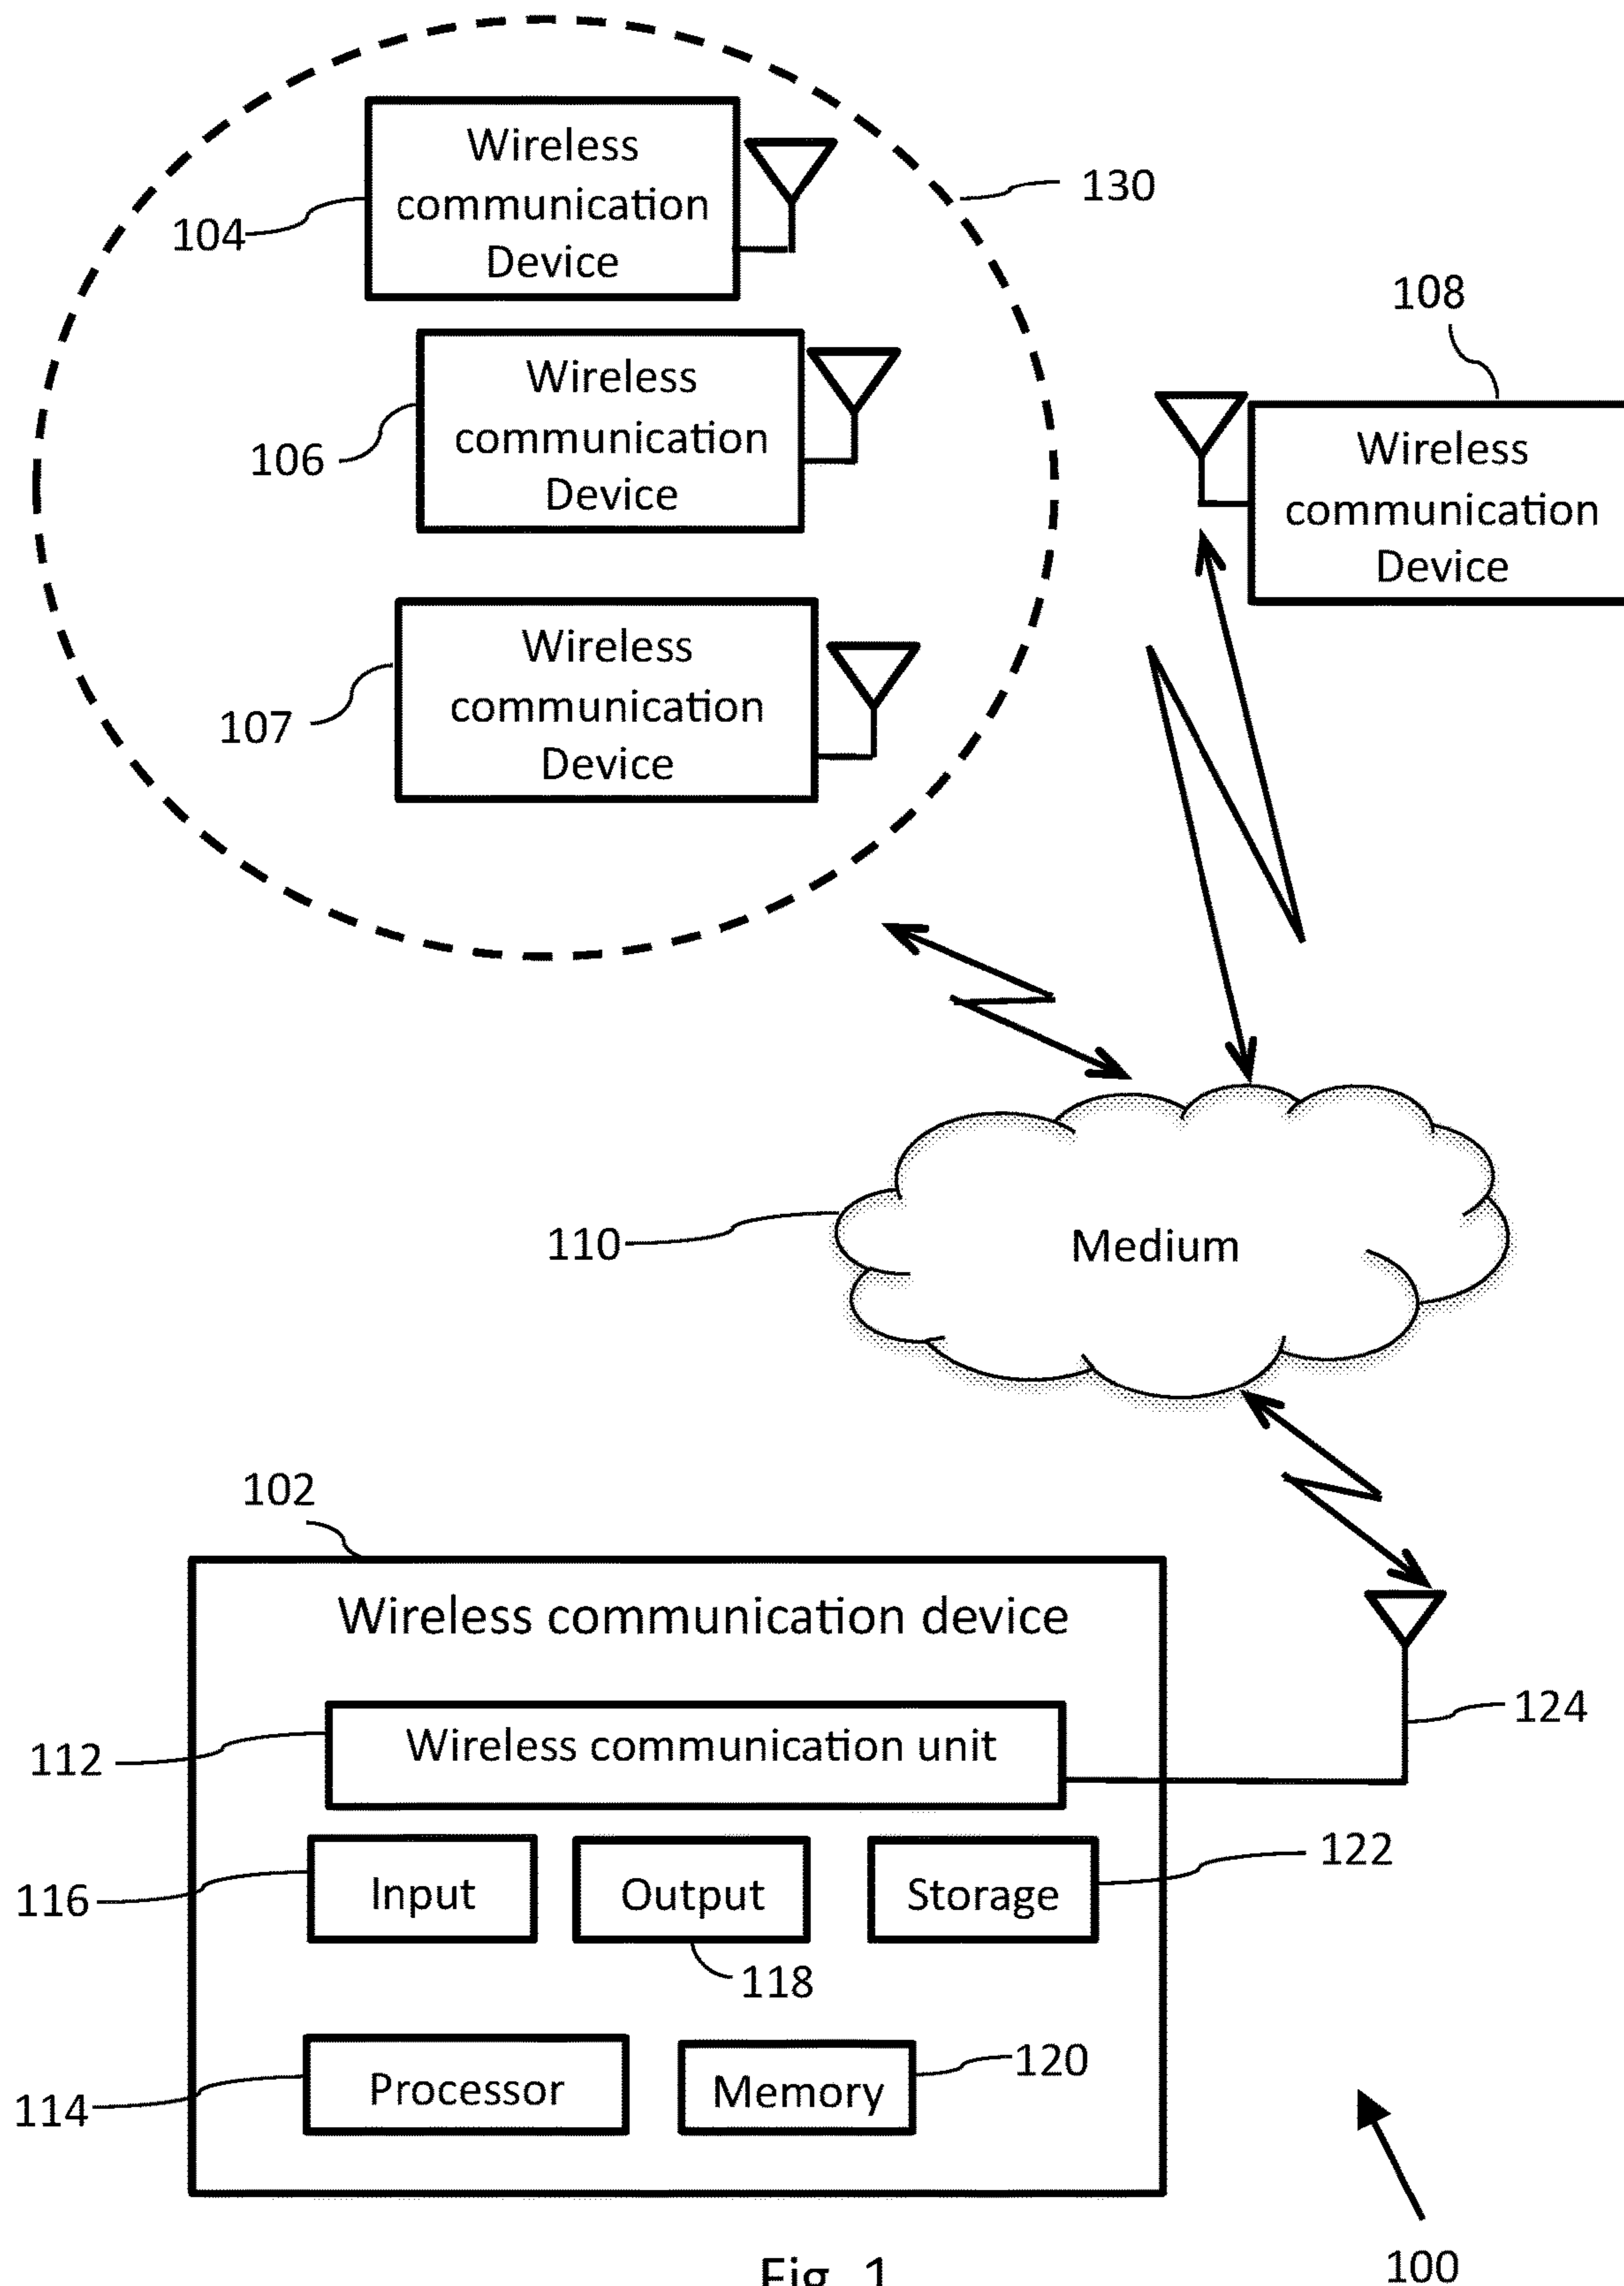 Wireless
communication
Device
104
130
Wireless
communication
Device
106
108
Wireless
communication
Device
Wireless
communication
Device
107
110
Medium
102
Wireless communication device
112
Wireless communication unit
124
116
Input
Output
Storage
122
118
114
Processor
Memory
120
100
Fig. 1